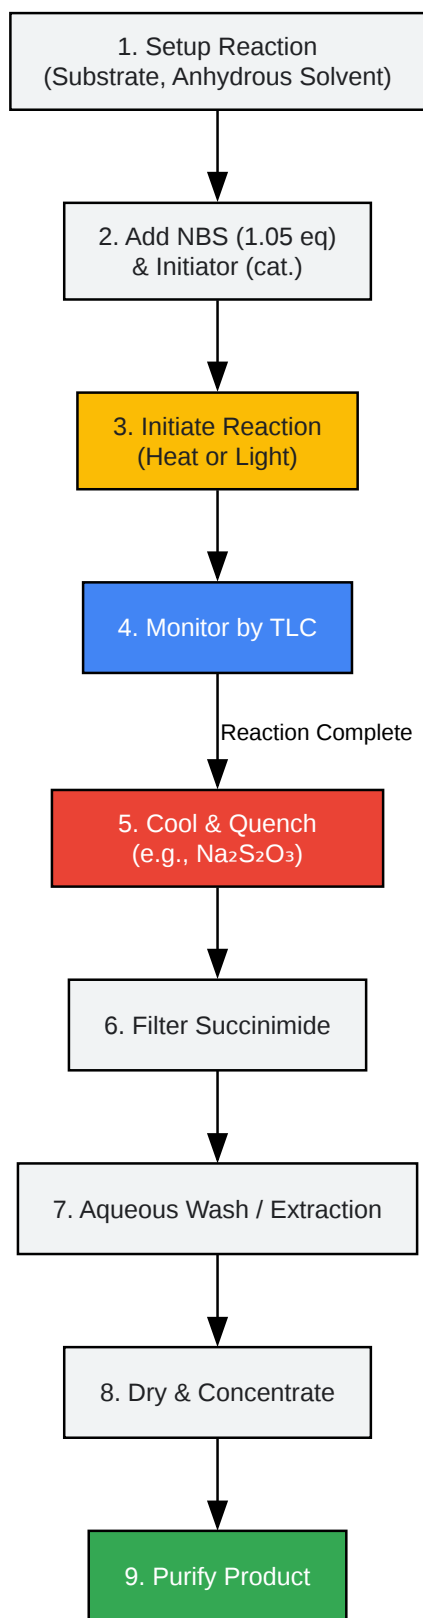 1. Setup Reaction
(Substrate, Anhydrous Solvent)
2. Add NBS (1.05 eq)
& Initiator (cat.)
3. Initiate Reaction
(Heat or Light)
4. Monitor by TLC
Reaction Complete
5. Cool & Quench
(e.g., Na₂S₂O₃)
6. Filter Succinimide
7. Aqueous Wash / Extraction
8. Dry & Concentrate
9. Purify Product